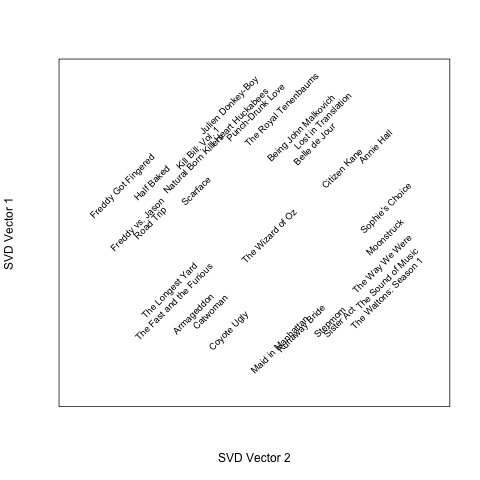 Julien Donkey-Boy
I Heart Huckabees
Punch-Drunk Love
The Royal Tenenbaums
Kill Bill: Vol. 1
Natural Born Killers
Being John Malkovich
Lost in Translation
Belle de Jour
Freddy Got Fingered
Half Baked
Scarface
Citizen Kane
Annie Hall
Freddy vs. Jason
Road Trip
Sophie's Choice
The Wizard of Oz
Moonstruck
SVD Vector 1
The Longest Yard
The Fast and the Furious
The Way We Were
The Sound of Music
The Waltons: Season 1
Armageddon
Catwoman
Coyote Ugly
Maid in Manhattan
Runaway Bride
Stepmom
Sister Act
SVD Vector 2